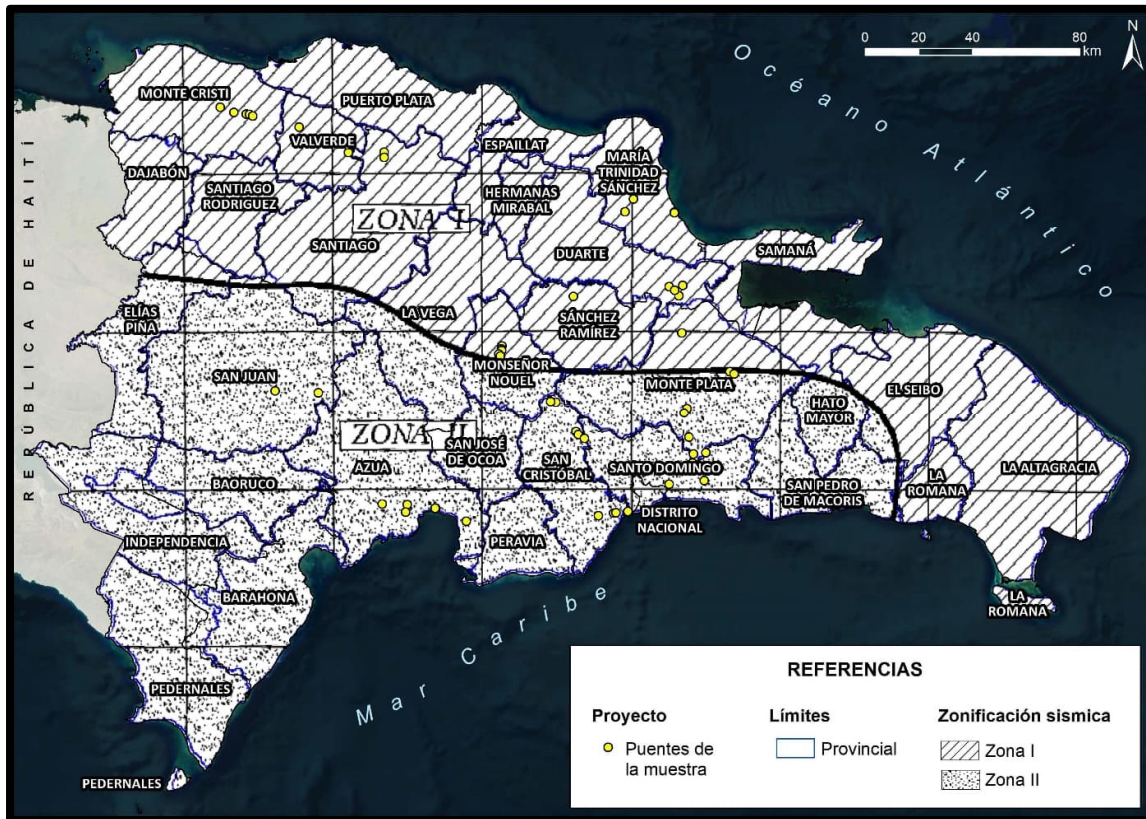 0 20 40 80
km
N
Océano Atlántico
REPÚBLICA DE HAITÍ
MONTE CRISTI
PUERTO PLATA
VALVERDE
ESPAILLAT
DAJABÓN
SANTIAGO
RODRIGUEZ
HERMANAS
MIRABAL
MARÍA
TRINIDAD
SÁNCHEZ
ZONA I
SANTIAGO
DUARTE
SAMANÁ
ELÍAS
PIÑA
LA VEGA
SÁNCHEZ
RAMÍREZ
SAN JUAN
MONSEÑOR
NOUEL
MONTE PLATA
EL SEIBO
HATO
MAYOR
ZONA II
AZUA
SAN JOSÉ
DE OCOA
SAN
CRISTÓBAL
SANTO DOMINGO
LA
ROMANA
LA ALTAGRACIA
BAORUCO
SAN PEDRO
DE MACORIS
DISTRITO
NACIONAL
INDEPENDENCIA
PERAVIA
BARAHONA
LA
ROMANA
Mar Caribe
PEDERNALES
PEDERNALES
REFERENCIAS
Proyecto
Puentes de
la muestra
Límites
Provincial
Zonificación sismica
Zona I
Zona II